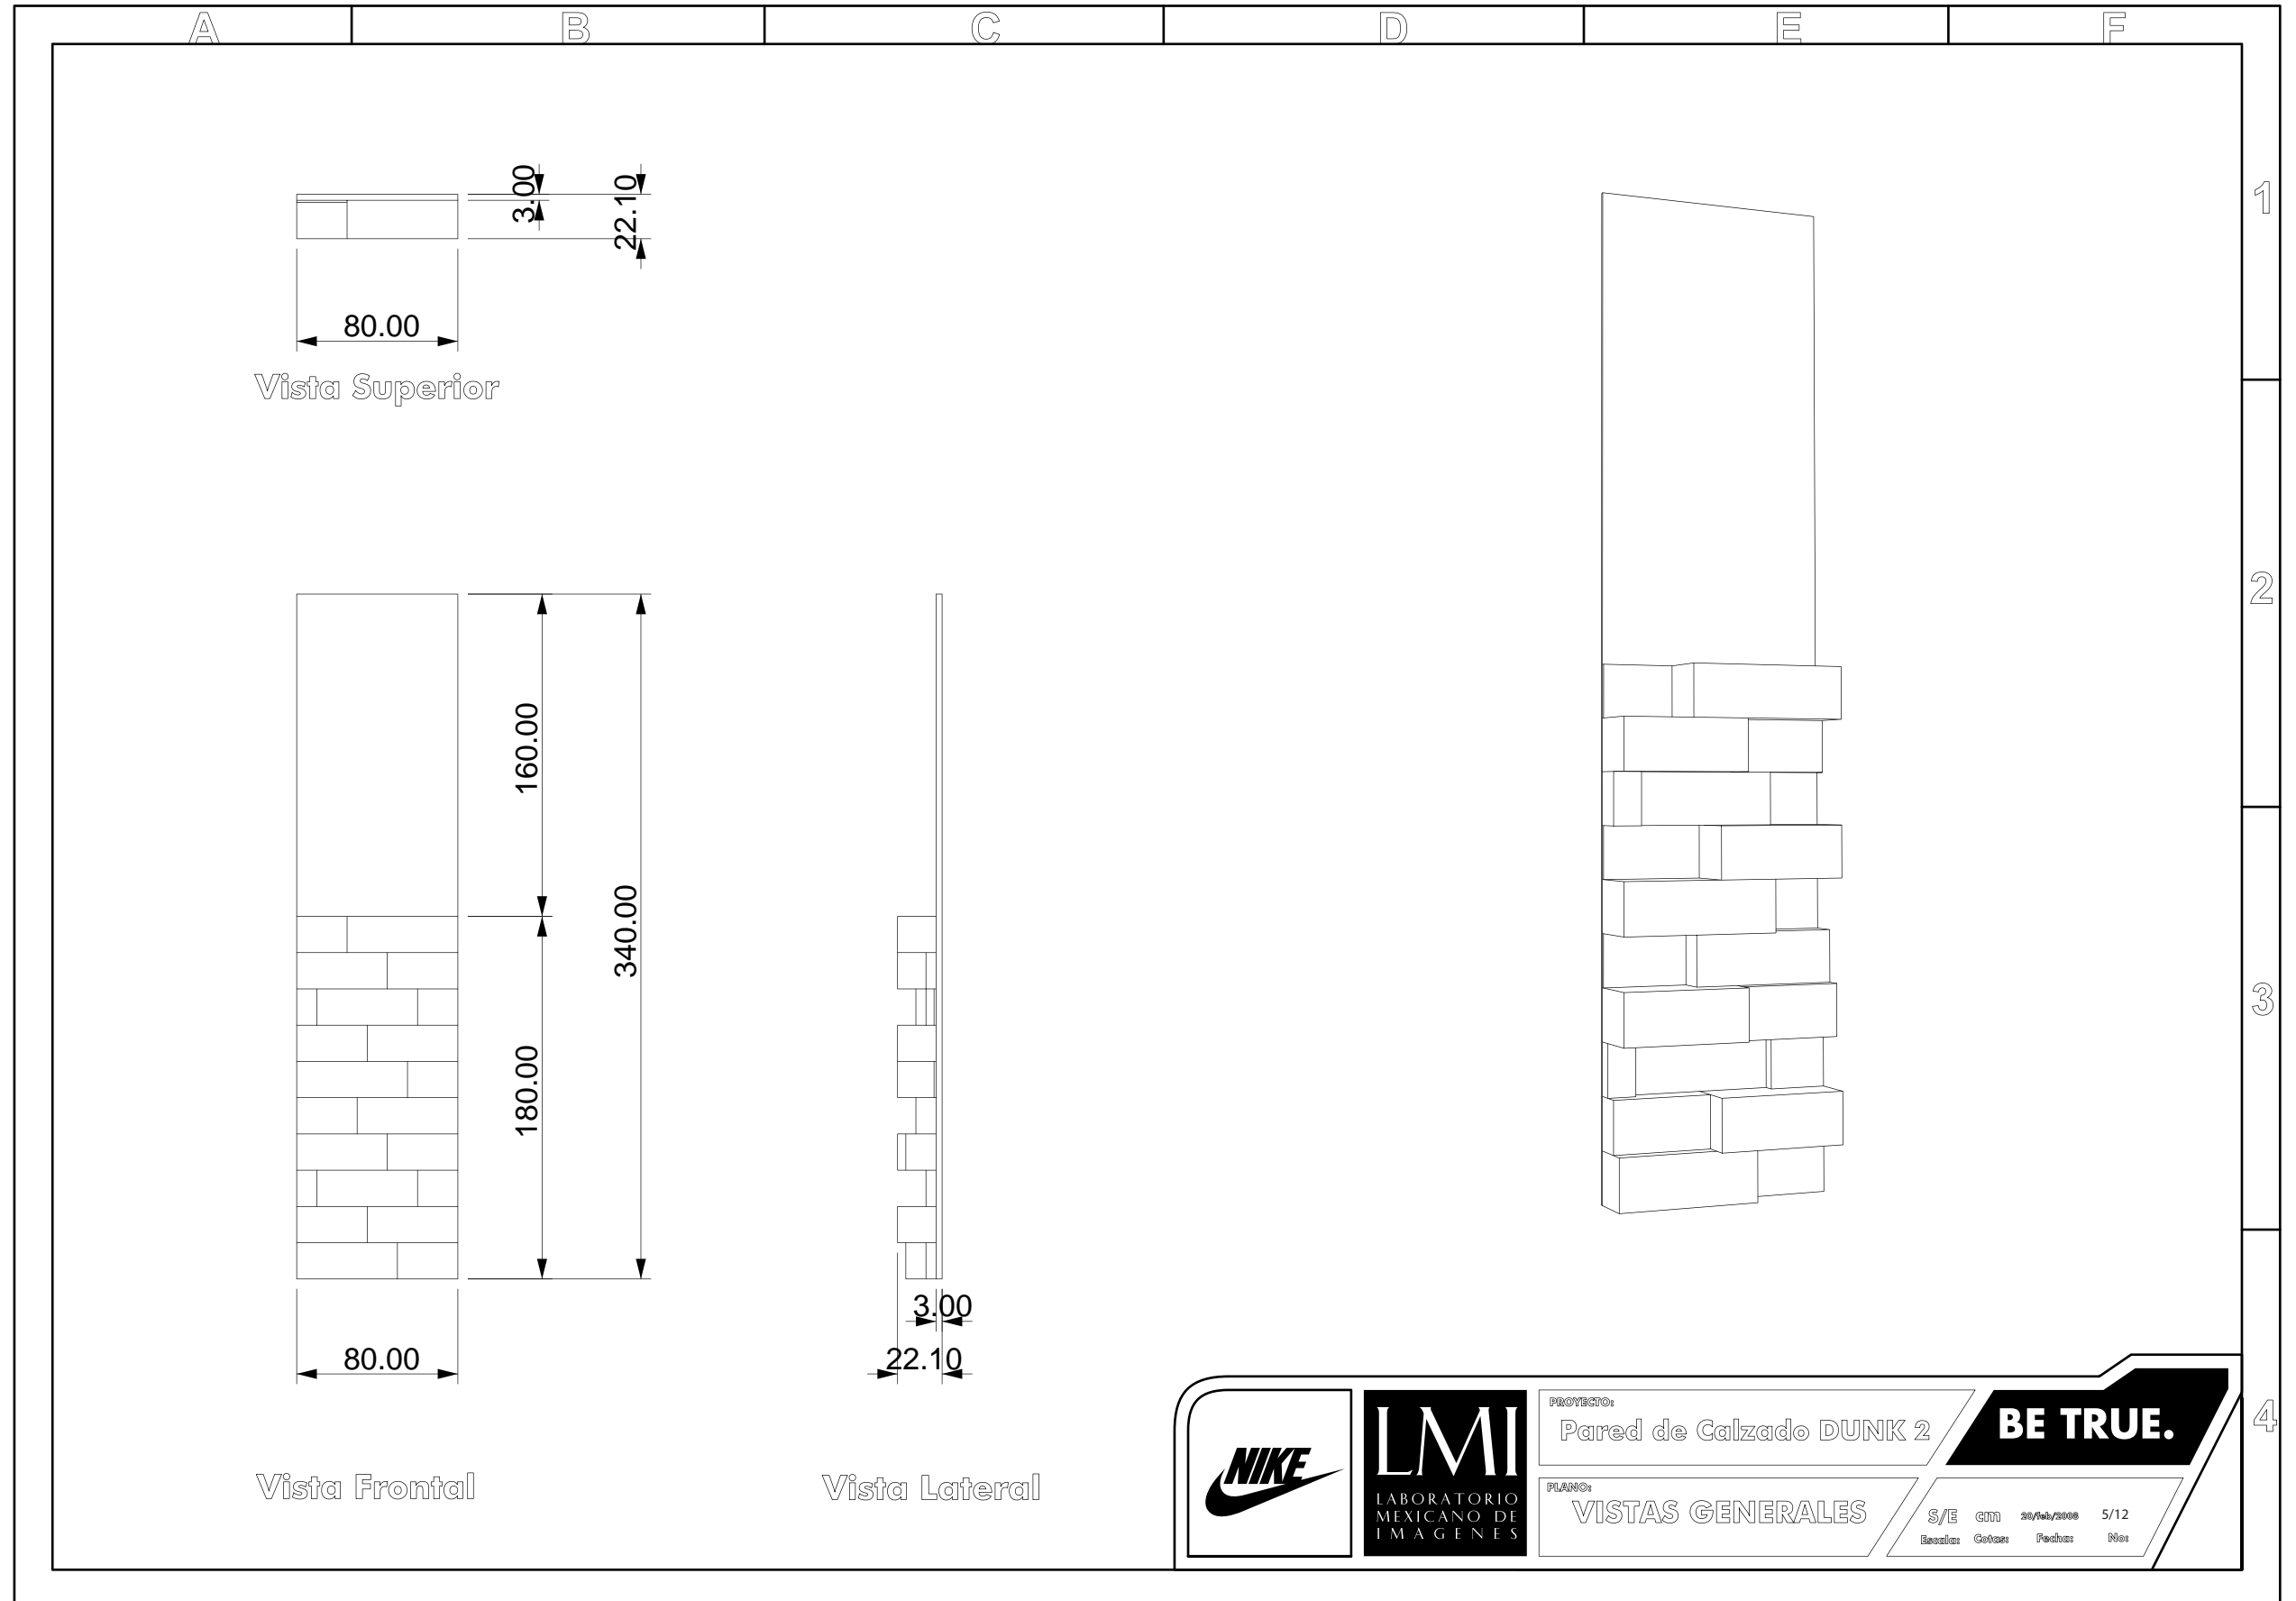 A B C D E F
1
3.00
22.10
80.00
Vista Superior
2
160.00
340.00
180.00
3
3.00
22.10
80.00
Vista Frontal
Vista Lateral
4
NIKE
LMI
LABORATORIO
MEXICANO DE
IMAGENES
PROYECTO:
Pared de Calzado DUNK 2
BE TRUE.
PLANO:
VISTAS GENERALES
S/E cm 20/feb/2008 5/12
Escala: Cotas: Fecha: No: